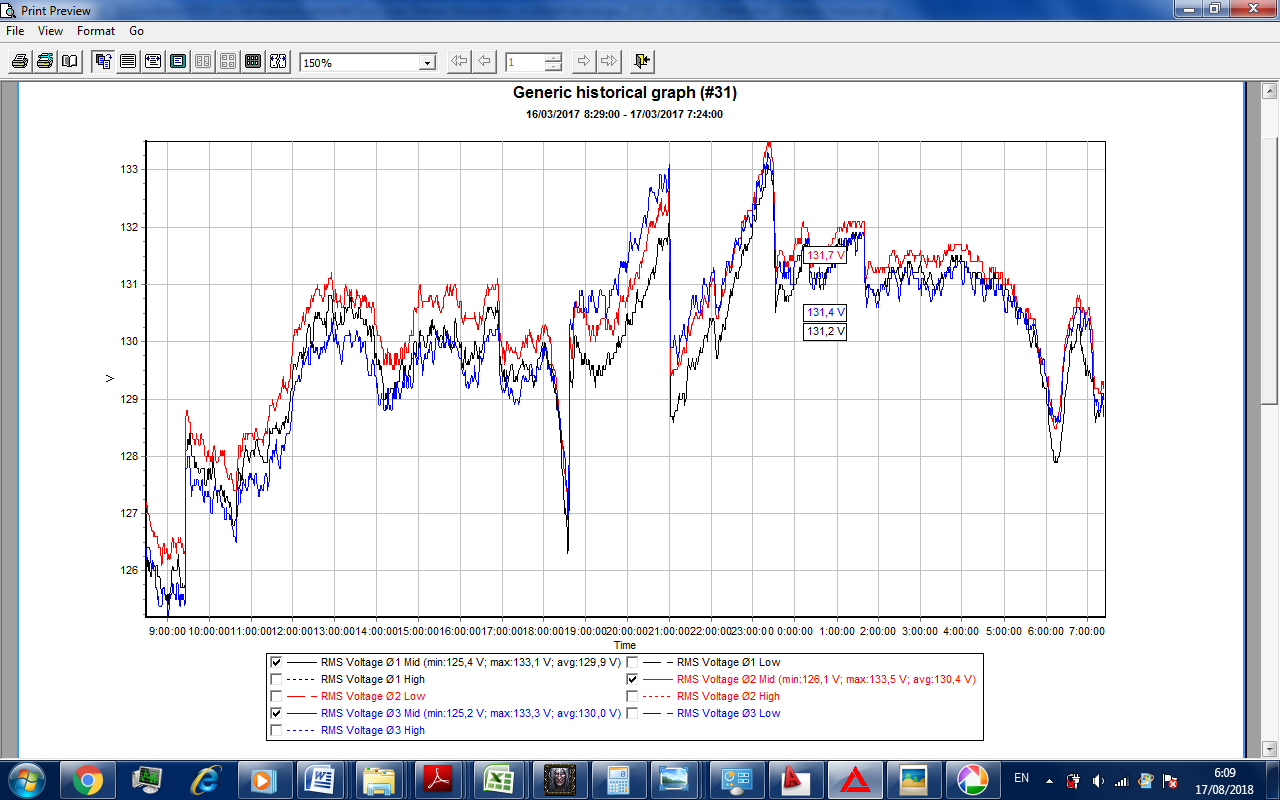 Print Preview
File View Format Go
150%
1
Generic historical graph (#31)
16/03/2017 8:29:00 - 17/03/2017 7:24:00
133
132
131
130
129
128
127
126
V
131,7 V
131,4 V
131,2 V
9:00:00 10:00:00 11:00:00 12:00:00 13:00:00 14:00:00 15:00:00 16:00:00 17:00:00 18:00:00 19:00:00 20:00:00 21:00:00 22:00:00 23:00:00 0:00:00 1:00:00 2:00:00 3:00:00 4:00:00 5:00:00 6:00:00 7:00:00
Time
RMS Voltage Ø1 Mid (min:125,4 V; max:133,1 V; avg:129,9 V) RMS Voltage Ø1 Low
RMS Voltage Ø1 High RMS Voltage Ø2 Mid (min:126,1 V; max:133,5 V; avg:130,4 V)
RMS Voltage Ø2 Low RMS Voltage Ø2 High
RMS Voltage Ø3 Mid (min:125,2 V; max:133,3 V; avg:130,0 V) RMS Voltage Ø3 Low
RMS Voltage Ø3 High
EN
6:09
17/08/2018